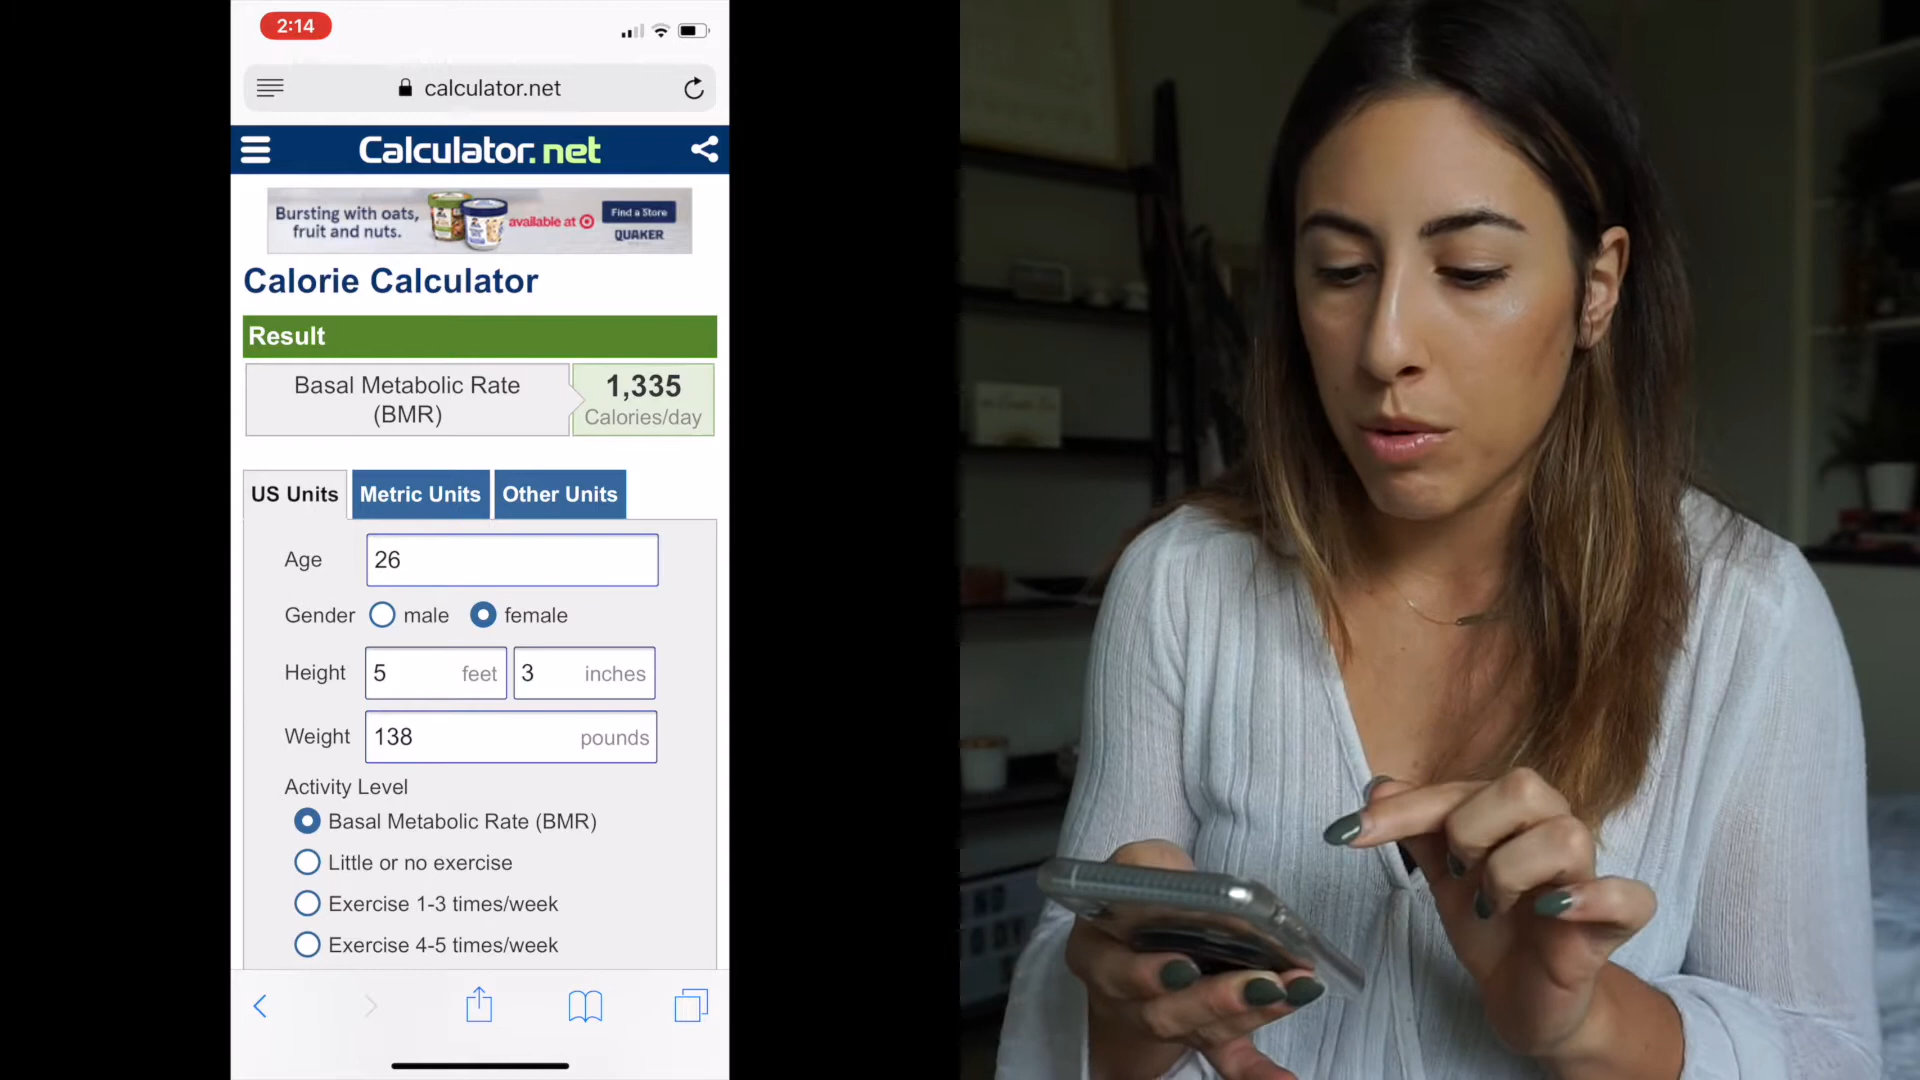 2:14
calculator.net
Calculator.net
Bursting with oats,
fruit and nuts.
available at
Find a Store
QUAKER
Calorie Calculator
Result
Basal Metabolic Rate
(BMR)
1,335
Calories/day
US Units
Metric Units
Other Units
Age
26
Gender
male
female
Height
5
feet
3
inches
Weight
138
pounds
Activity Level
Basal Metabolic Rate (BMR)
Little or no exercise
Exercise 1-3 times/week
Exercise 4-5 times/week